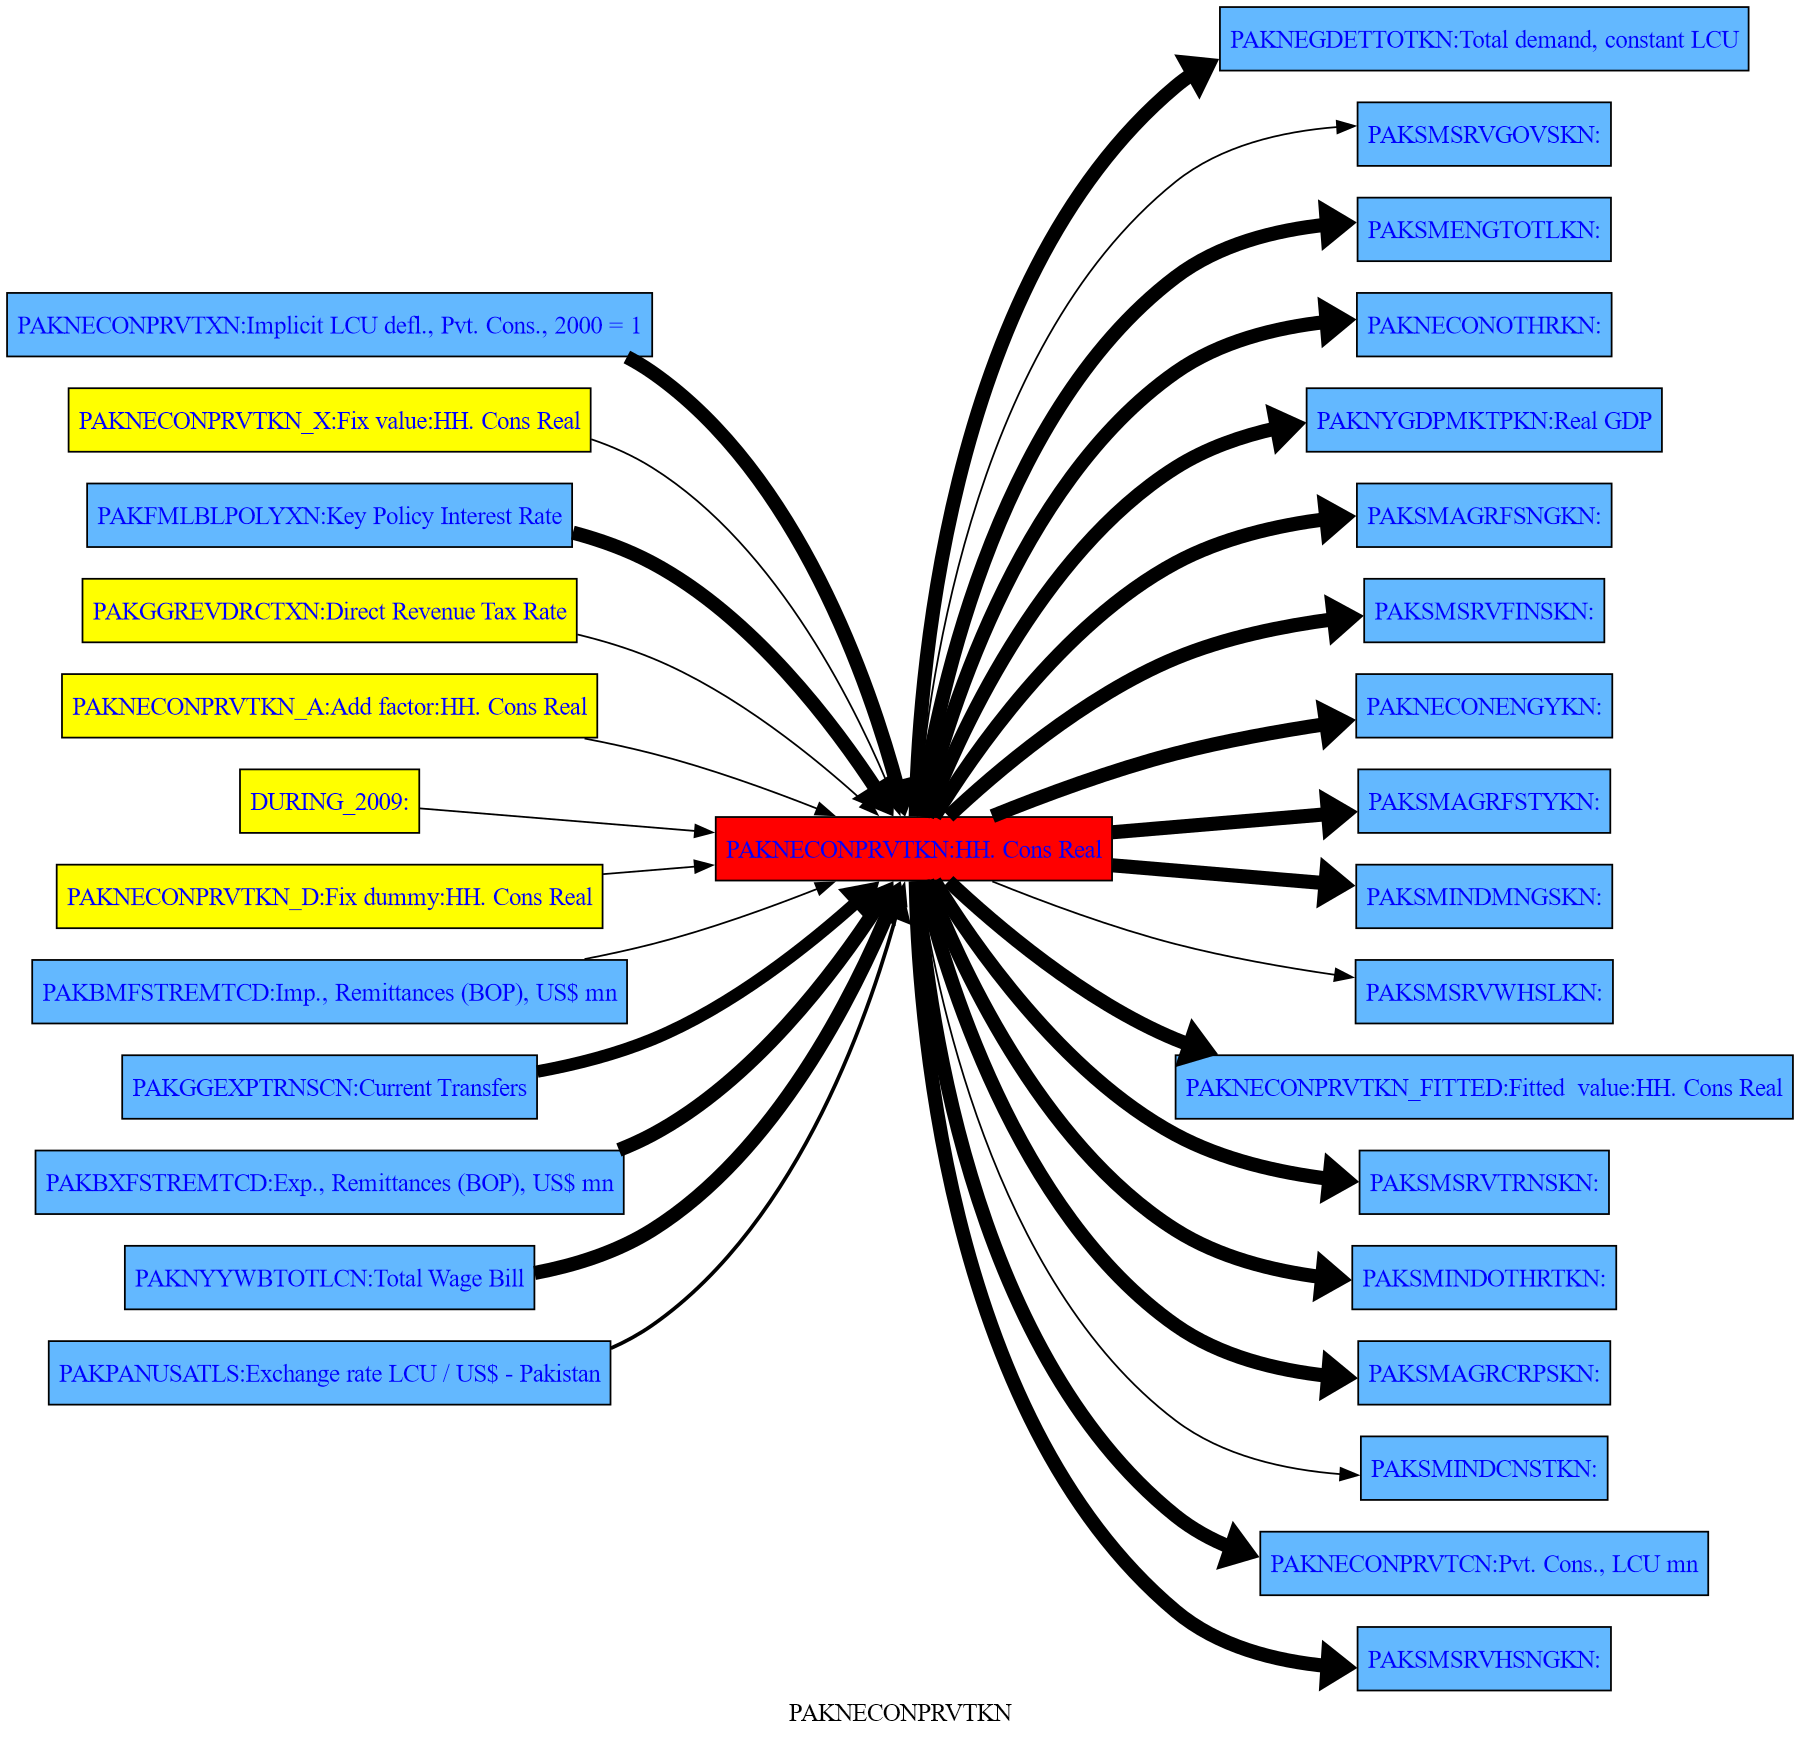 PAKNECONPRVTXN:Implicit LCU defl., Pvt. Cons., 2000 = 1
PAKNECONPRVTKN_X:Fix value:HH. Cons Real
PAKFMLBLPOLYXN:Key Policy Interest Rate
PAKGGREVDRCTXN:Direct Revenue Tax Rate
PAKNECONPRVTKN_A:Add factor:HH. Cons Real
DURING_2009:
PAKNECONPRVTKN_D:Fix dummy:HH. Cons Real
PAKBMFSTREMTCD:Imp., Remittances (BOP), US$ mn
PAKGGEXPTRNSCN:Current Transfers
PAKBXFSTREMTCD:Exp., Remittances (BOP), US$ mn
PAKNYYWBTOTLCN:Total Wage Bill
PAKPANUSATLS:Exchange rate LCU / US$ - Pakistan
PAKNECONPRVTKN:HH. Cons Real
PAKNEGDETTOTKN:Total demand, constant LCU
PAKSMSRVGOVSKN:
PAKSMENGTOTLKN:
PAKNECONOTHRKN:
PAKNYGDPMKTPKN:Real GDP
PAKSMAGRFSNGKN:
PAKSMSRVFINSKN:
PAKNECONENGYKN:
PAKSMAGRFSTYKN:
PAKSMINDMNGSKN:
PAKSMSRVWHSLKN:
PAKNECONPRVTKN_FITTED:Fitted  value:HH. Cons Real
PAKSMSRVTRNSKN:
PAKSMINDOTHRTKN:
PAKSMAGRCRPSKN:
PAKSMINDCNSTKN:
PAKNECONPRVTCN:Pvt. Cons., LCU mn
PAKSMSRVHSNGKN:
PAKNECONPRVTKN